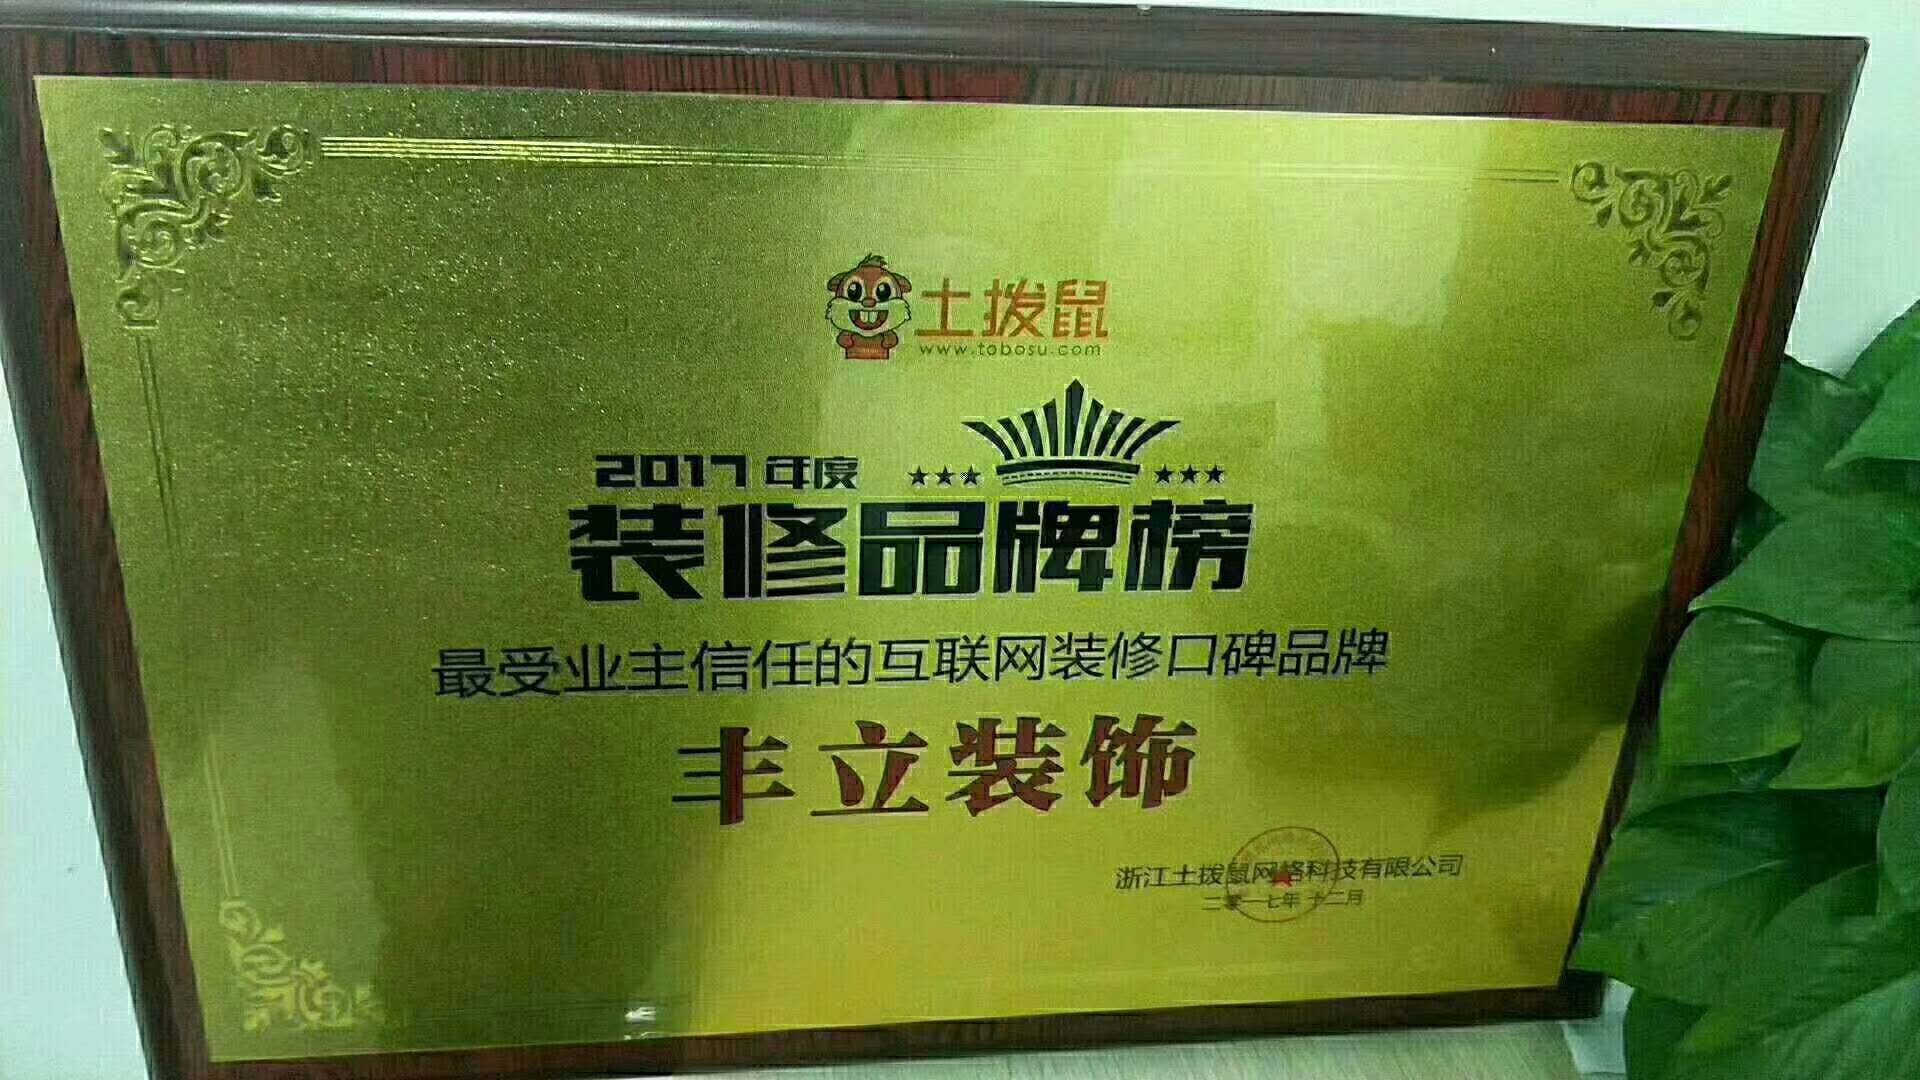 土拨鼠
www.tobosu.com
2017年度
装修品牌榜
最受业主信任的互联网装修口碑品牌
丰立装饰
浙江土拨鼠网络科技有限公司
二零一七年十二月